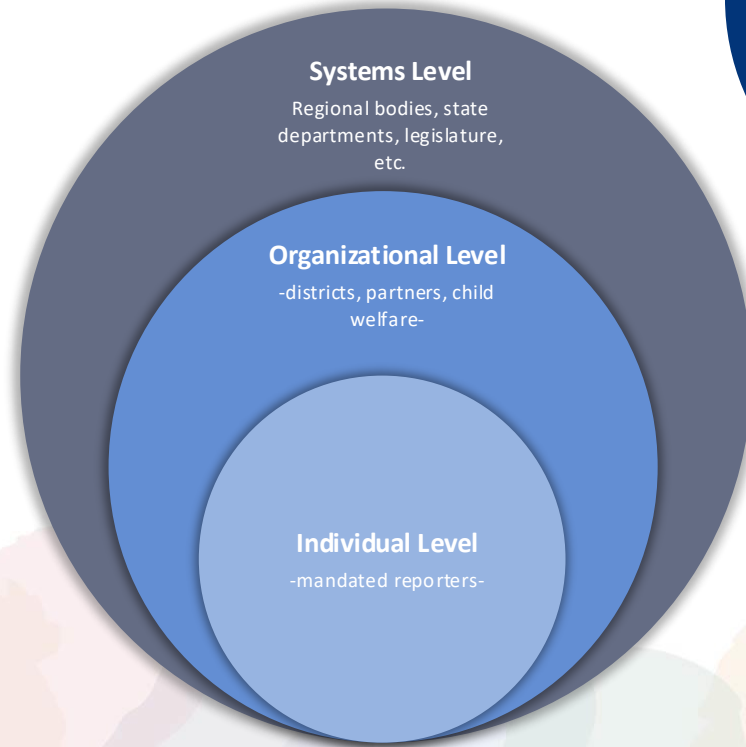 Systems Level
Regional bodies, state
departments, legislature,
etc.
Organizational Level
-districts, partners, child
welfare-
Individual Level
-mandated reporters-